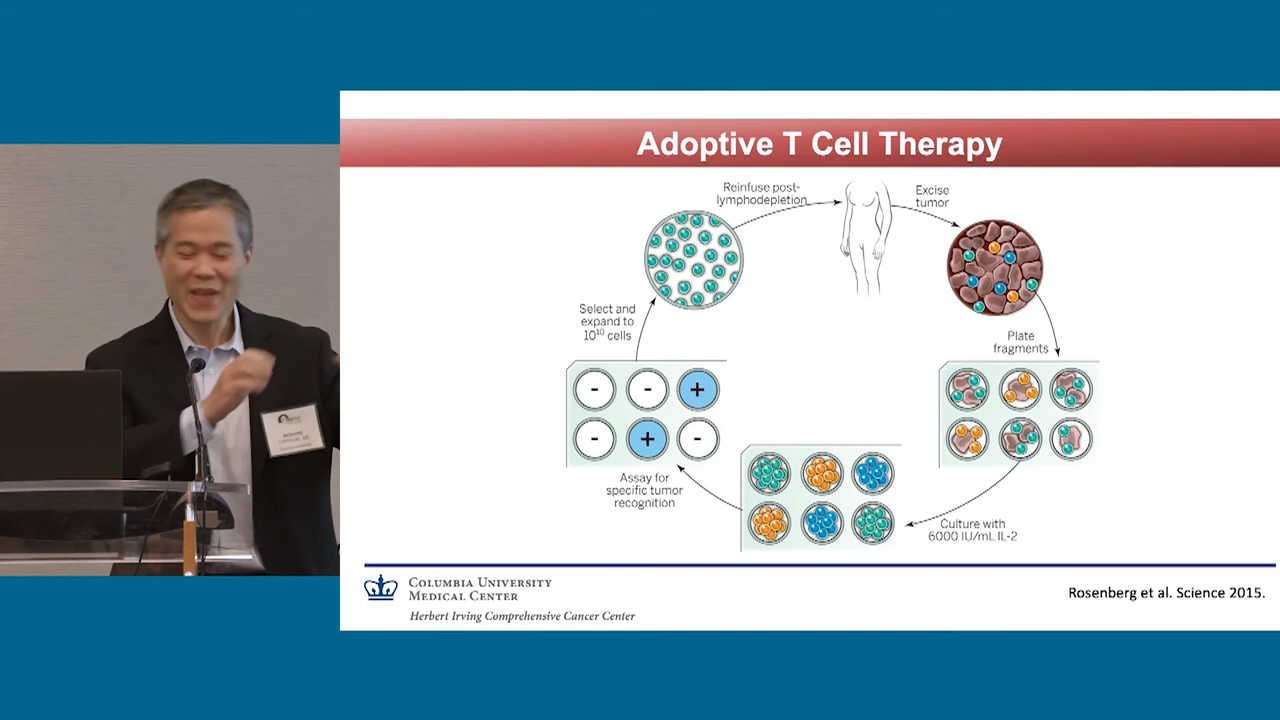 Adoptive T Cell Therapy
Reinfuse post-
lymphodepletion
Excise
tumor
Select and
expand to
10¹⁰ cells
Plate
fragments
- - +
- + -
Assay for
specific tumor
recognition
Culture with
6000 IU/mL IL-2
COLUMBIA UNIVERSITY
MEDICAL CENTER
Herbert Irving Comprehensive Cancer Center
Rosenberg et al. Science 2015.
RICHARD